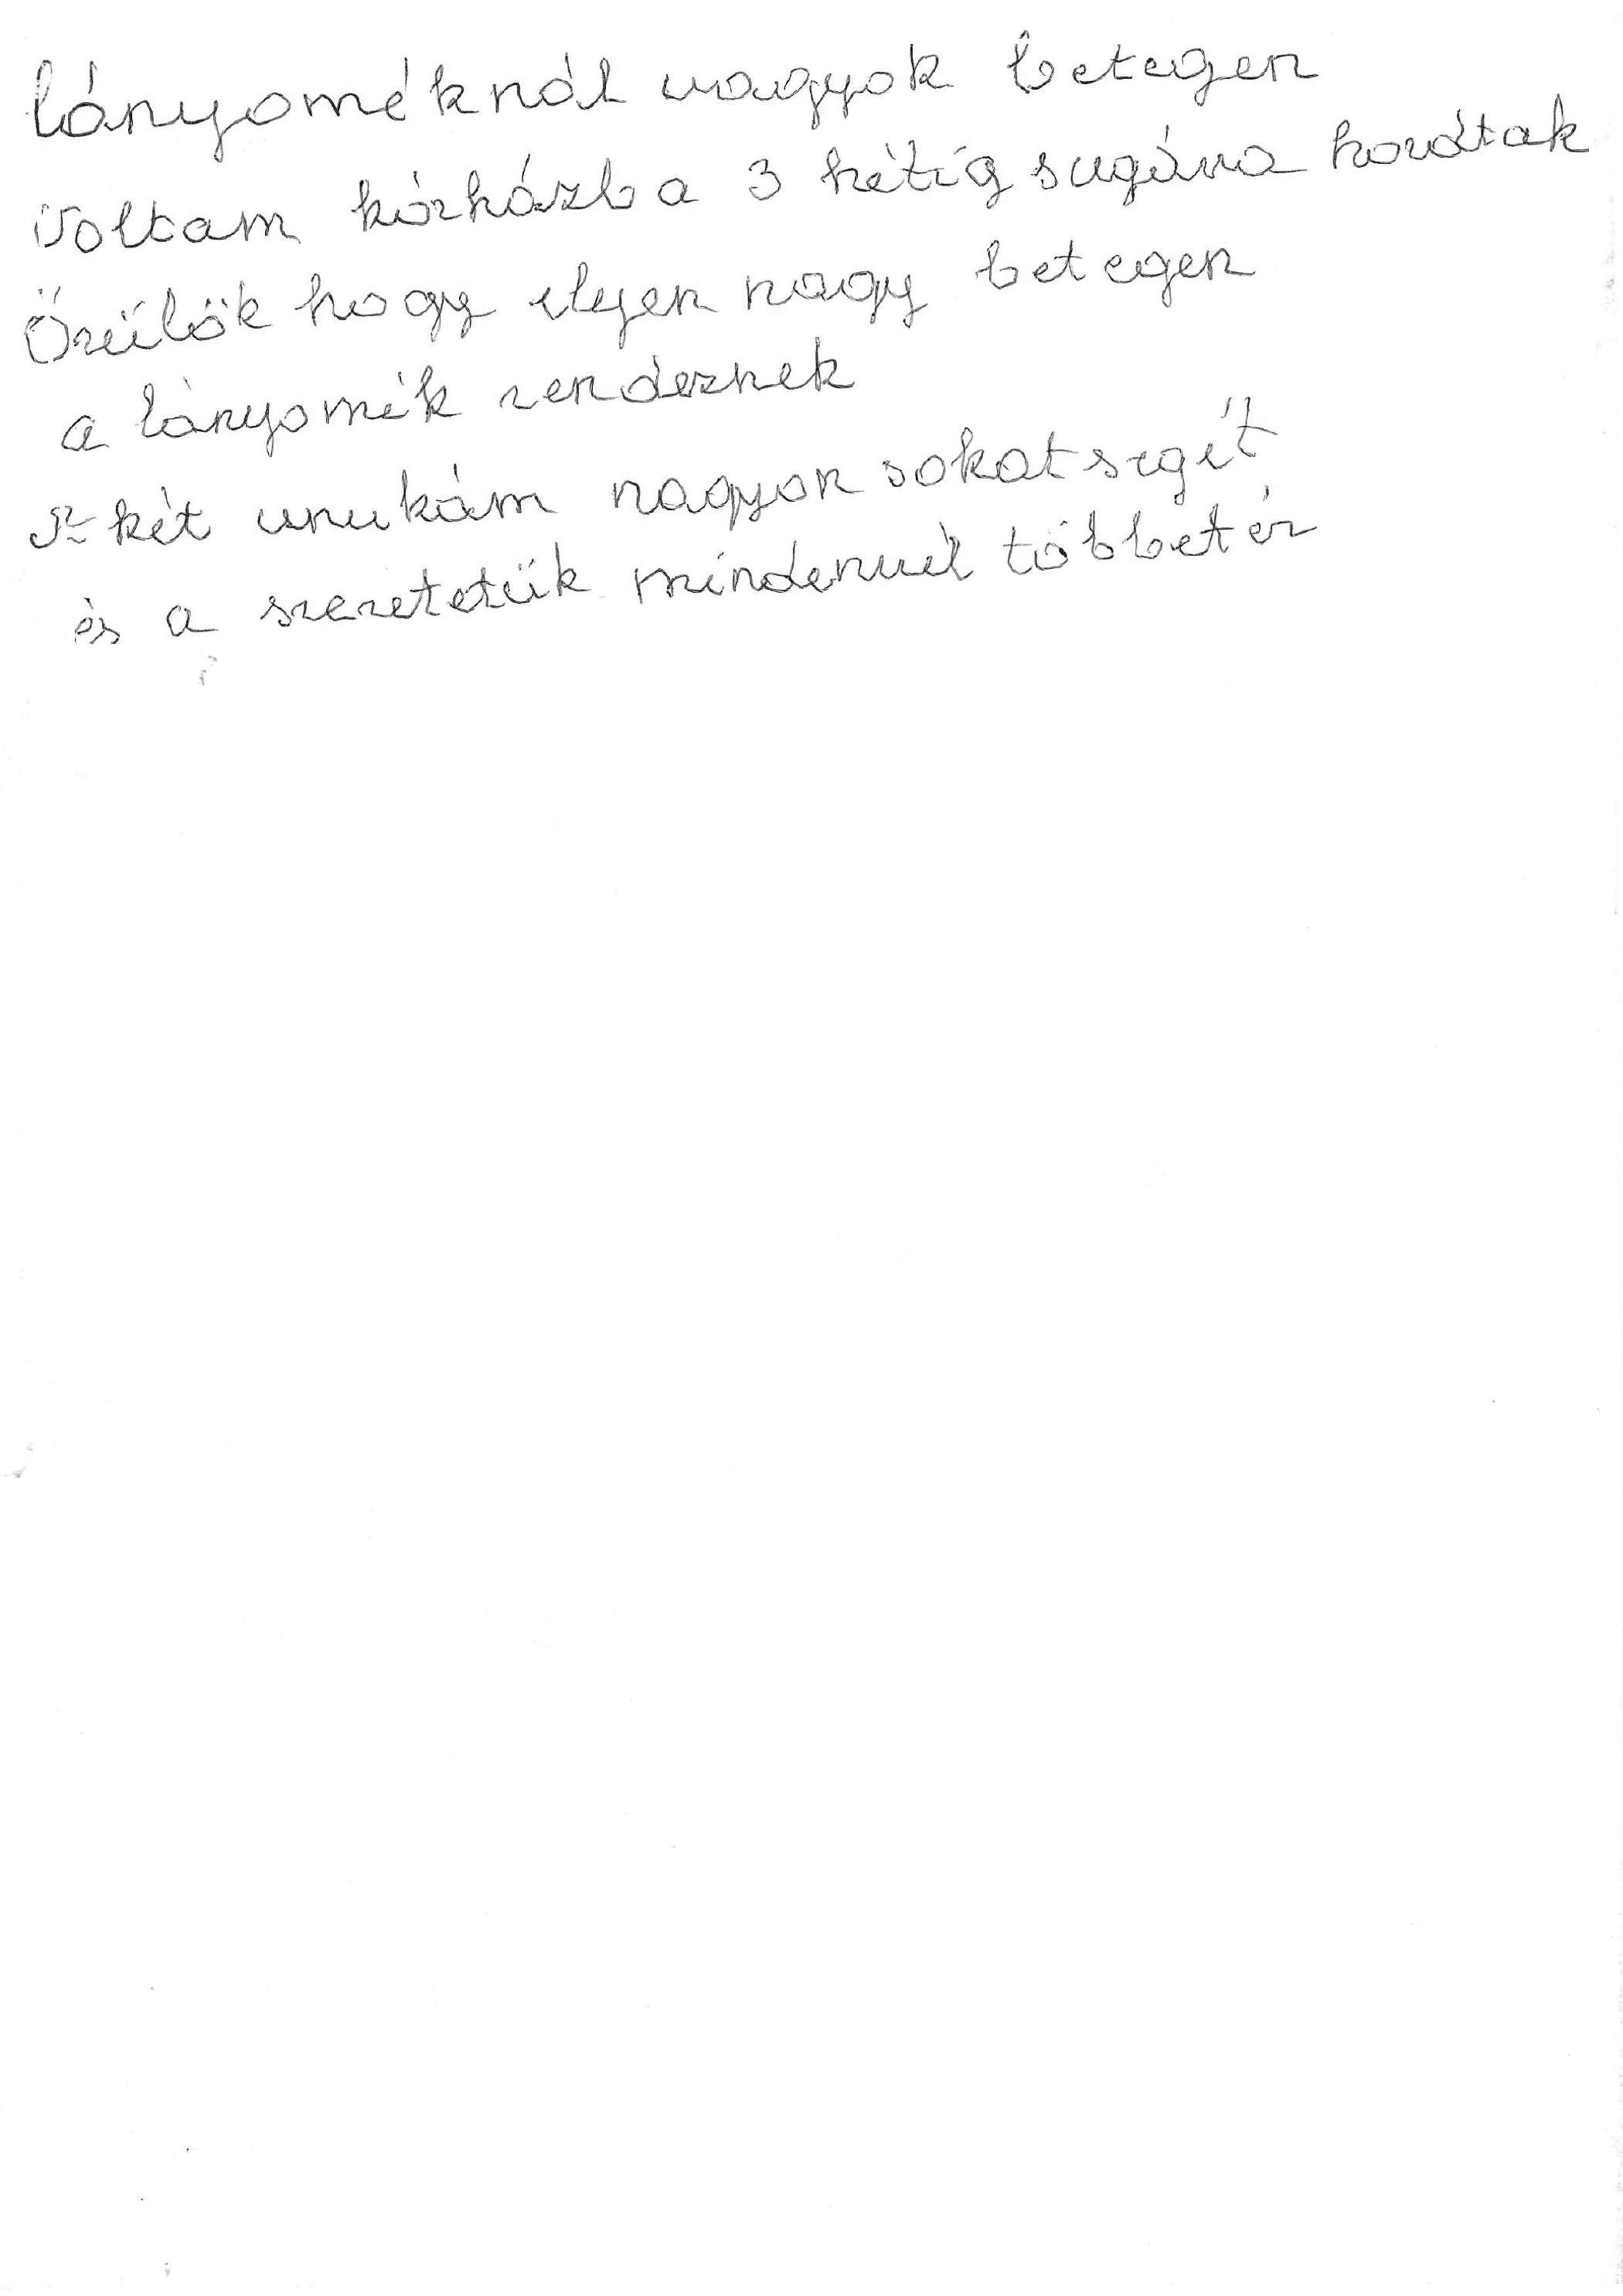 lányoméknál vagyok betegen
voltam kórházba 3 hétig sugárra hordtak
Örülök hogy ilyen nagy betegen
a lányomék rendeznek
két unukám nagyon sokat segít
és a szeretetük mindennél többet ér